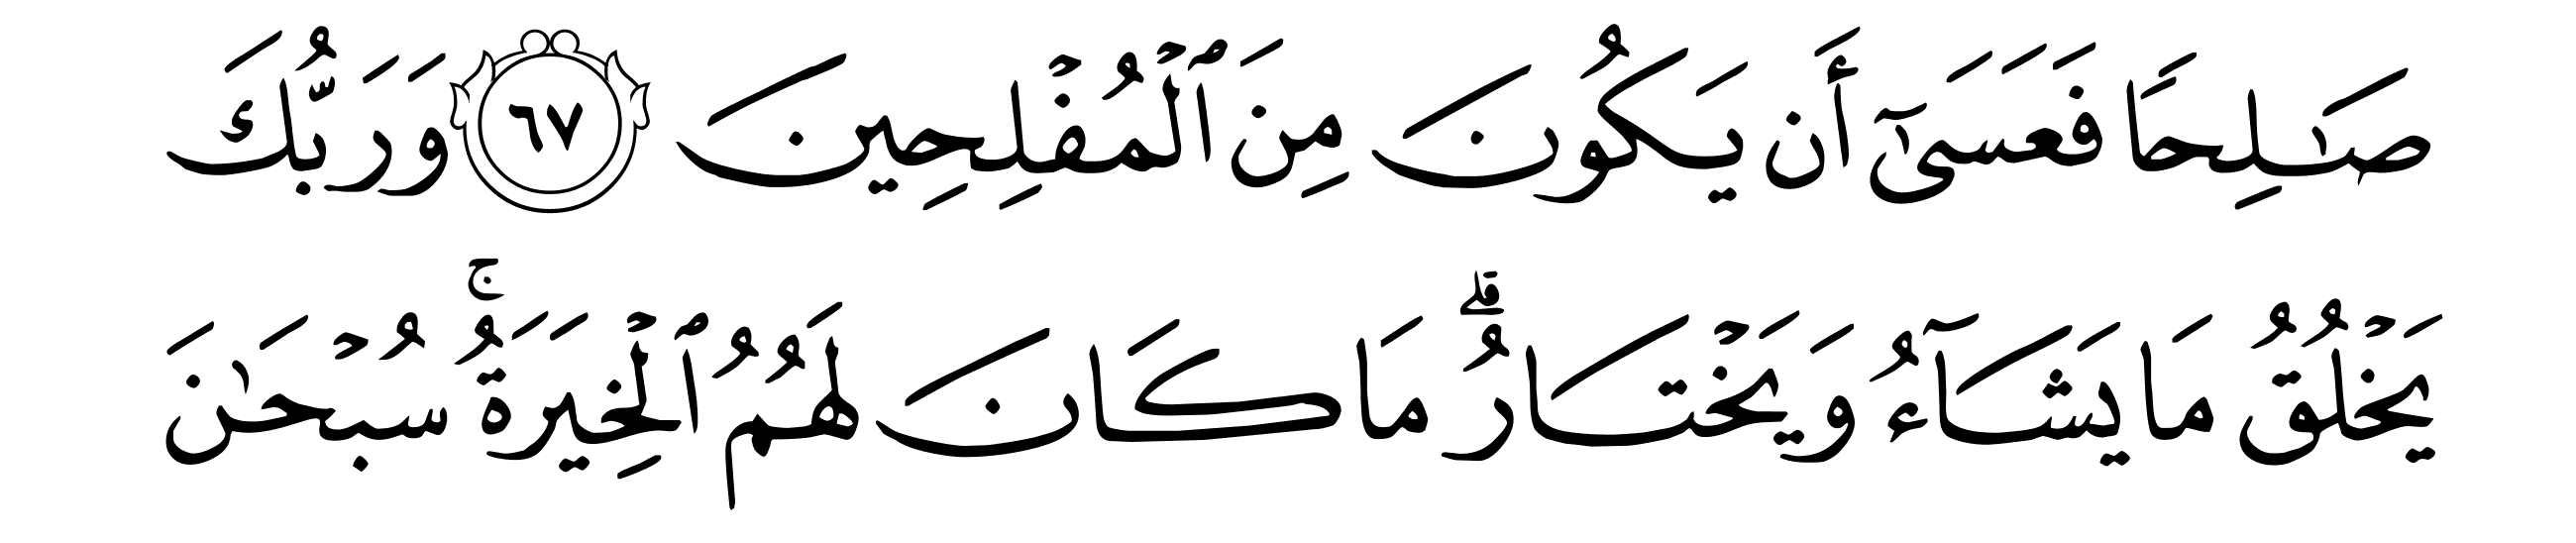 صَـٰلِحًا فَعَسَىٰٓ أَن يَكُونَ مِنَ ٱلۡمُفۡلِحِينَ ٦٧ وَرَبُّكَ
يَخۡلُقُ مَا يَشَآءُ وَيَخۡتَارُۗ مَا كَانَ لَهُمُ ٱلۡخِيَرَةُۚ سُبۡحَـٰنَ